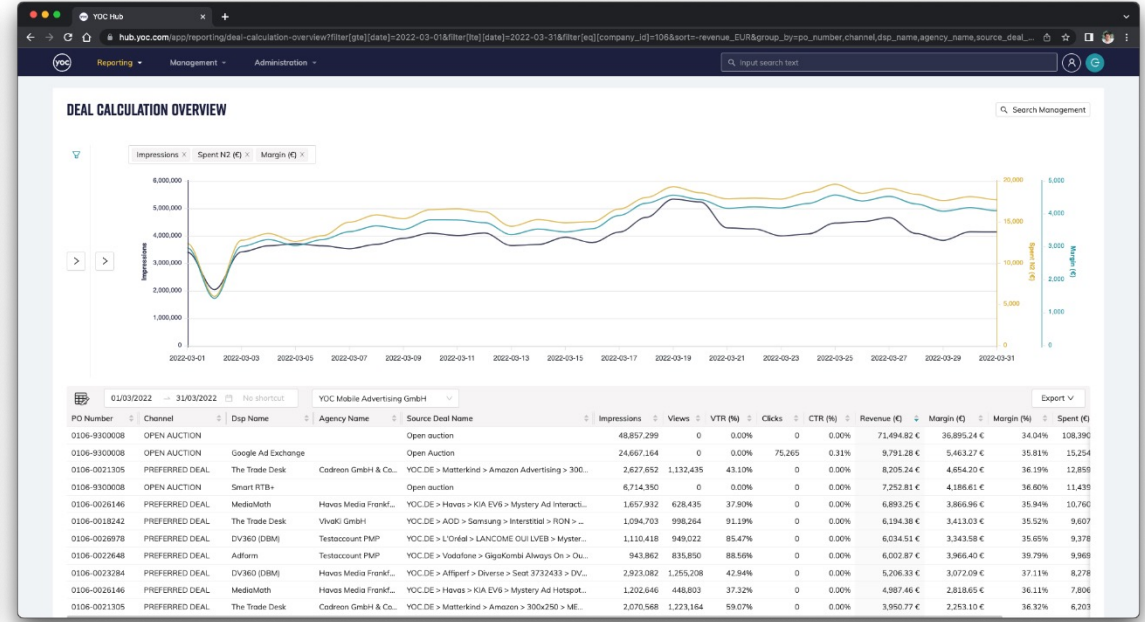 YOC Hub
hub.yoc.com/app/reporting/deal-calculation-overview?filter[gte][date]=2022-03-01&filter[lte][date]=2022-03-31&filter[eq][company_id]=106&sort=-revenue_EUR&group_by=po_number,channel,dsp_name,agency_name,source_deal_...
YOC Reporting Management Administration Input search text
DEAL CALCULATION OVERVIEW
Search Management
Impressions × Spent N2 (€) × Margin (€) ×
6,000,000 20,000 5,000
5,000,000
4,000
4,000,000 15,000
3,000
3,000,000 10,000
2,000
2,000,000
5,000
1,000,000 1,000
0 0 0
Impressions
Spent N2 (€)
Margin (€)
2022-03-01 2022-03-03 2022-03-05 2022-03-07 2022-03-09 2022-03-11 2022-03-13 2022-03-15 2022-03-17 2022-03-19 2022-03-21 2022-03-23 2022-03-25 2022-03-27 2022-03-29 2022-03-31
01/03/2022 → 31/03/2022 No shortcut YOC Mobile Advertising GmbH Export
PO Number Channel Dsp Name Agency Name Source Deal Name Impressions Views VTR (%) Clicks CTR (%) Revenue (€) Margin (€) Margin (%) Spent (€)
0106-9300008 OPEN AUCTION Open auction 48,857,299 0 0.00% 0 0.00% 71,494.82 € 36,895.24 € 34.04% 108,390
0106-9300008 OPEN AUCTION Google Ad Exchange Open auction 24,667,164 0 0.00% 75,265 0.31% 9,791.28 € 5,463.27 € 35.81% 15,254
0106-0021305 PREFERRED DEAL The Trade Desk Cadreon GmbH & Co... YOC.DE > Matterkind > Amazon Advertising > 300... 2,627,652 1,132,435 43.10% 0 0.00% 8,205.24 € 4,654.20 € 36.19% 12,859
0106-9300008 OPEN AUCTION Smart RTB+ Open auction 6,714,350 0 0.00% 0 0.00% 7,252.81 € 4,186.61 € 36.60% 11,439
0106-0026146 PREFERRED DEAL MediaMath Havas Media Frankf... YOC.DE > Havas > KIA EV6 > Mystery Ad Interacti... 1,657,932 628,435 37.90% 0 0.00% 6,893.25 € 3,866.96 € 35.94% 10,760
0106-0018242 PREFERRED DEAL The Trade Desk VivaKi GmbH YOC.DE > AOD > Samsung > Interstitial > RON > ... 1,094,703 998,264 91.19% 0 0.00% 6,194.38 € 3,413.03 € 35.52% 9,607
0106-0026978 PREFERRED DEAL DV360 (DBM) Testaccount PMP YOC.DE > L'Oréal > LANCOME OUI LVEB > Myster... 1,110,418 949,022 85.47% 0 0.00% 6,034.51 € 3,343.58 € 35.65% 9,378
0106-0022648 PREFERRED DEAL Adform Testaccount PMP YOC.DE > Vodafone > GigaKombi Always On > Ou... 943,862 835,850 88.56% 0 0.00% 6,002.87 € 3,966.40 € 39.79% 9,969
0106-0023284 PREFERRED DEAL DV360 (DBM) Havas Media Frankf... YOC.DE > Affiperf > Diverse > Seat 3732433 > DV... 2,923,082 1,255,208 42.94% 0 0.00% 5,206.33 € 3,072.09 € 37.11% 8,278
0106-0026146 PREFERRED DEAL MediaMath Havas Media Frankf... YOC.DE > Havas > KIA EV6 > Mystery Ad Hotspot... 1,202,646 448,803 37.32% 0 0.00% 4,987.46 € 2,818.65 € 36.11% 7,806
0106-0021305 PREFERRED DEAL The Trade Desk Cadreon GmbH & Co... YOC.DE > Matterkind > Amazon > 300x250 > ME... 2,070,568 1,223,164 59.07% 0 0.00% 3,950.77 € 2,253.10 € 36.32% 6,203